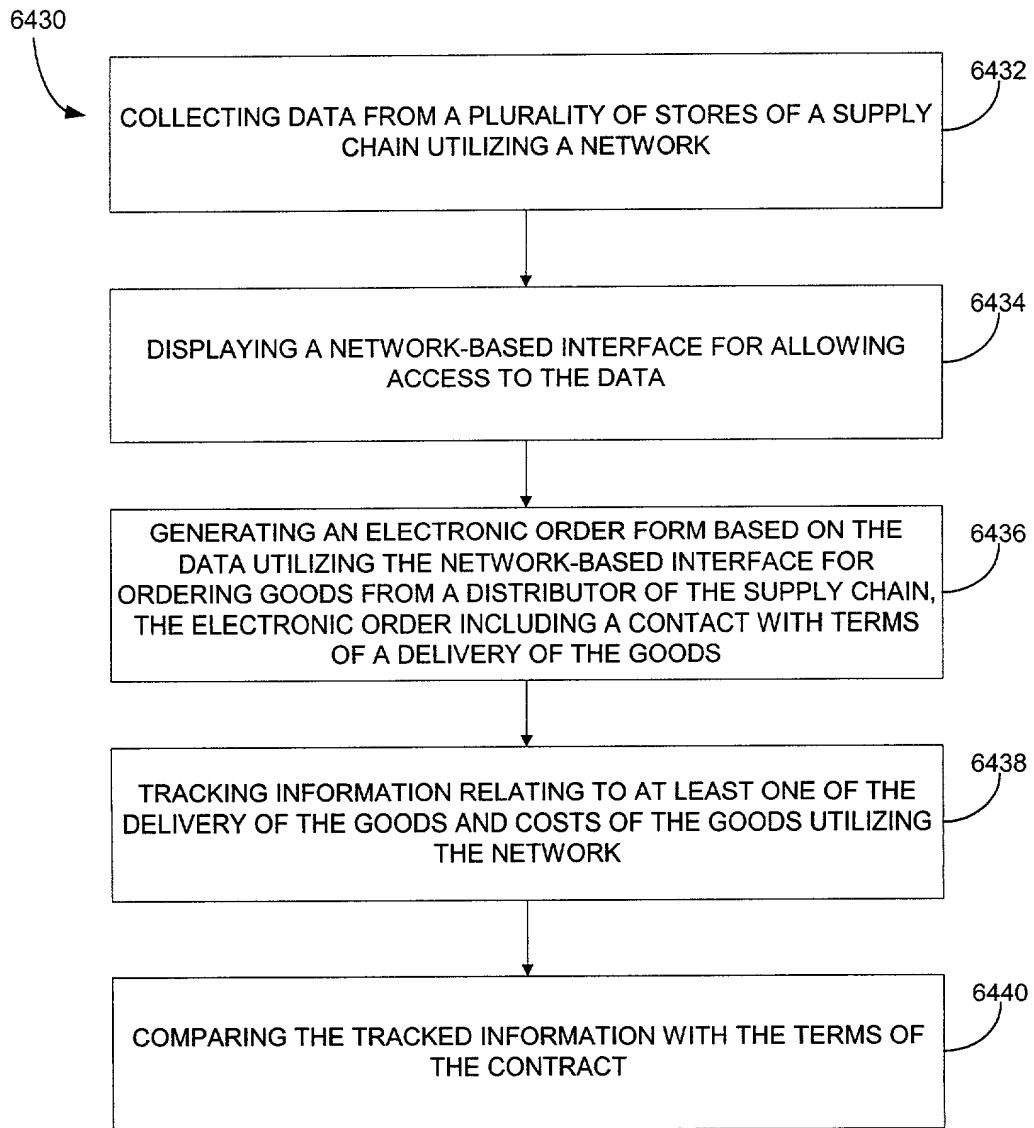 6430
6432
COLLECTING DATA FROM A PLURALITY OF STORES OF A SUPPLY
CHAIN UTILIZING A NETWORK
6434
DISPLAYING A NETWORK-BASED INTERFACE FOR ALLOWING
ACCESS TO THE DATA
6436
GENERATING AN ELECTRONIC ORDER FORM BASED ON THE
DATA UTILIZING THE NETWORK-BASED INTERFACE FOR
ORDERING GOODS FROM A DISTRIBUTOR OF THE SUPPLY CHAIN,
THE ELECTRONIC ORDER INCLUDING A CONTACT WITH TERMS
OF A DELIVERY OF THE GOODS
6438
TRACKING INFORMATION RELATING TO AT LEAST ONE OF THE
DELIVERY OF THE GOODS AND COSTS OF THE GOODS UTILIZING
THE NETWORK
6440
COMPARING THE TRACKED INFORMATION WITH THE TERMS OF
THE CONTRACT